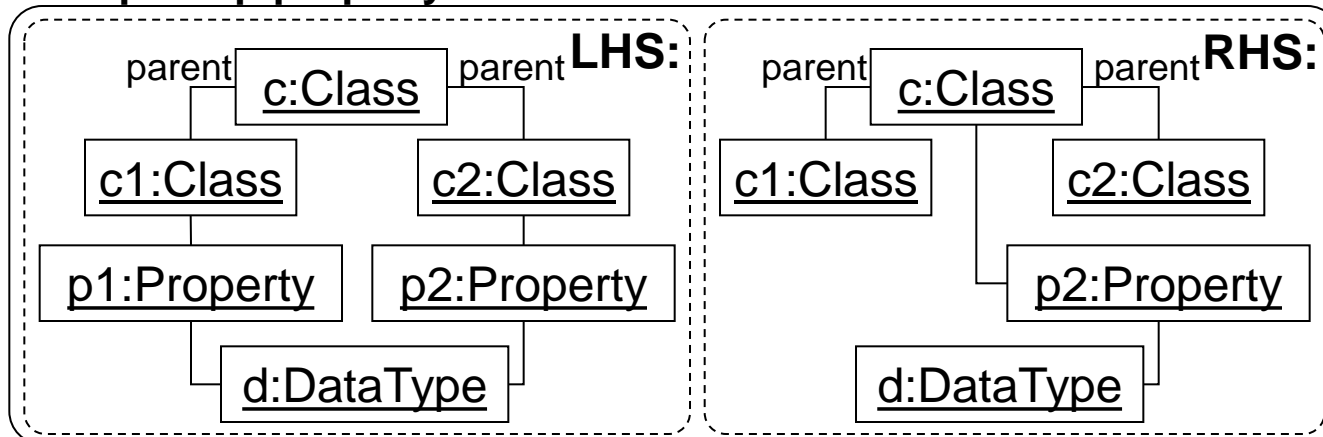 LHS:
parent
c:Class
parent
c1:Class
c2:Class
p1:Property
p2:Property
d:DataType
RHS:
parent
c:Class
parent
c1:Class
c2:Class
p2:Property
d:DataType